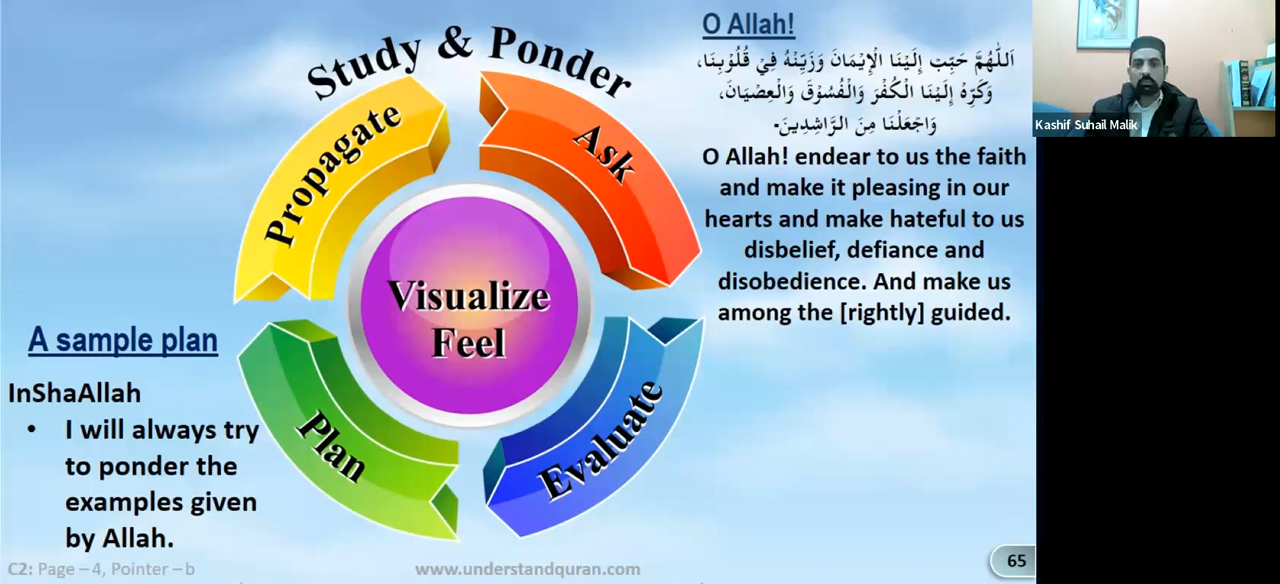 Study & Ponder
Propagate
Ask
Visualize
Feel
Plan
Evaluate
O Allah!
اَللّٰهُمَّ حَبِّبْ إِلَيْنَا الْإِيْمَانَ وَزَيِّنْهُ فِيْ قُلُوْبِنَا،
وَكَرِّهْ إِلَيْنَا الْكُفْرَ وَالْفُسُوْقَ وَالْعِصْيَانَ،
وَاجْعَلْنَا مِنَ الرَّاشِدِينَ-
O Allah! endear to us the faith
and make it pleasing in our
hearts and make hateful to us
disbelief, defiance and
disobedience. And make us
among the [rightly] guided.
A sample plan
InShaAllah
• I will always try
to ponder the
examples given
by Allah.
C2: Page – 4, Pointer – b
www.understandquran.com
65
Kashif Suhail Malik